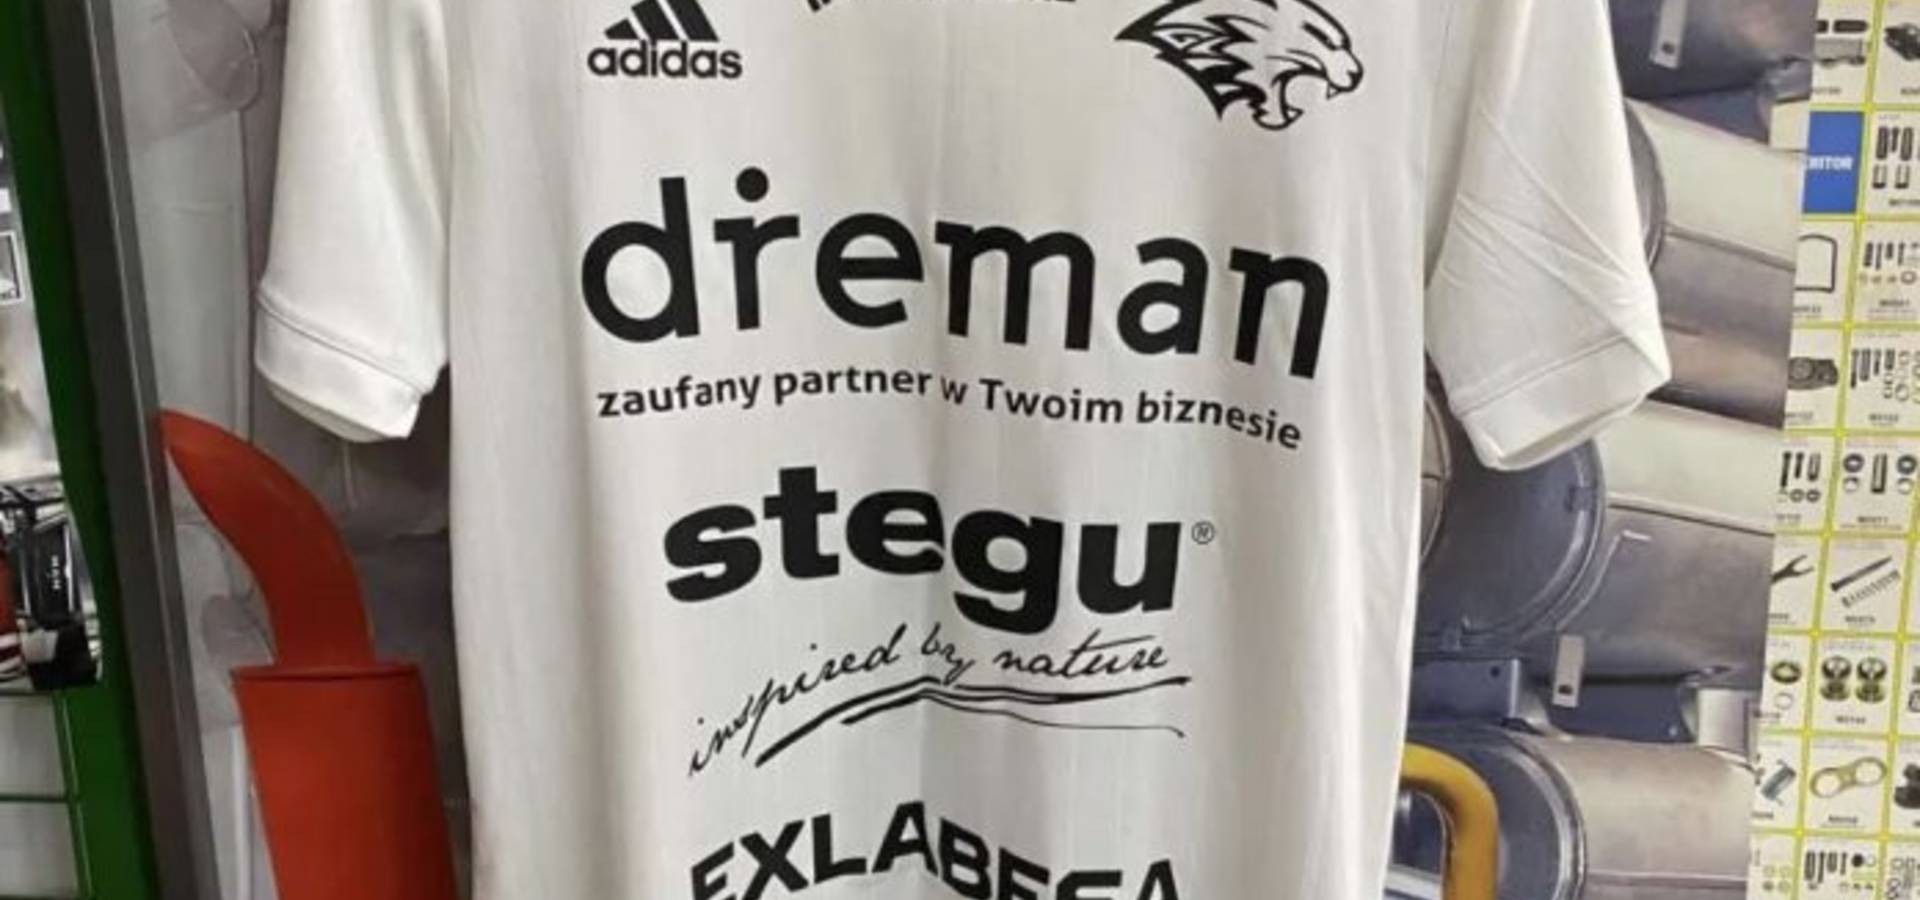 adidas
dreman
zaufany partner w Twoim biznesie
stegu®
inspired by nature
EXLABESA